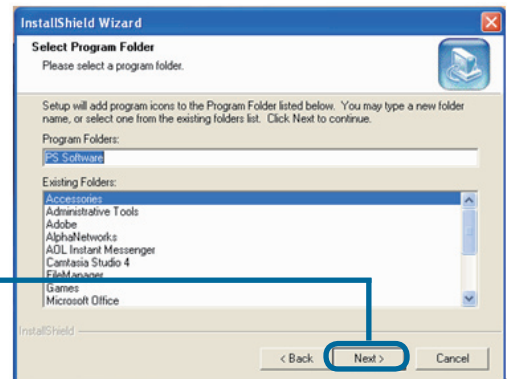 InstallShield Wizard
Select Program Folder
Please select a program folder.
Setup will add program icons to the Program Folder listed below. You may type a new folder
name, or select one from the existing folders list. Click Next to continue.
Program Folders:
PS Software
Existing Folders:
Accessories
Administrative Tools
Adobe
AlphaNetworks
AOL Instant Messenger
Camtasia Studio 4
FileManager
Games
Microsoft Office
InstallShield
< Back
Next >
Cancel